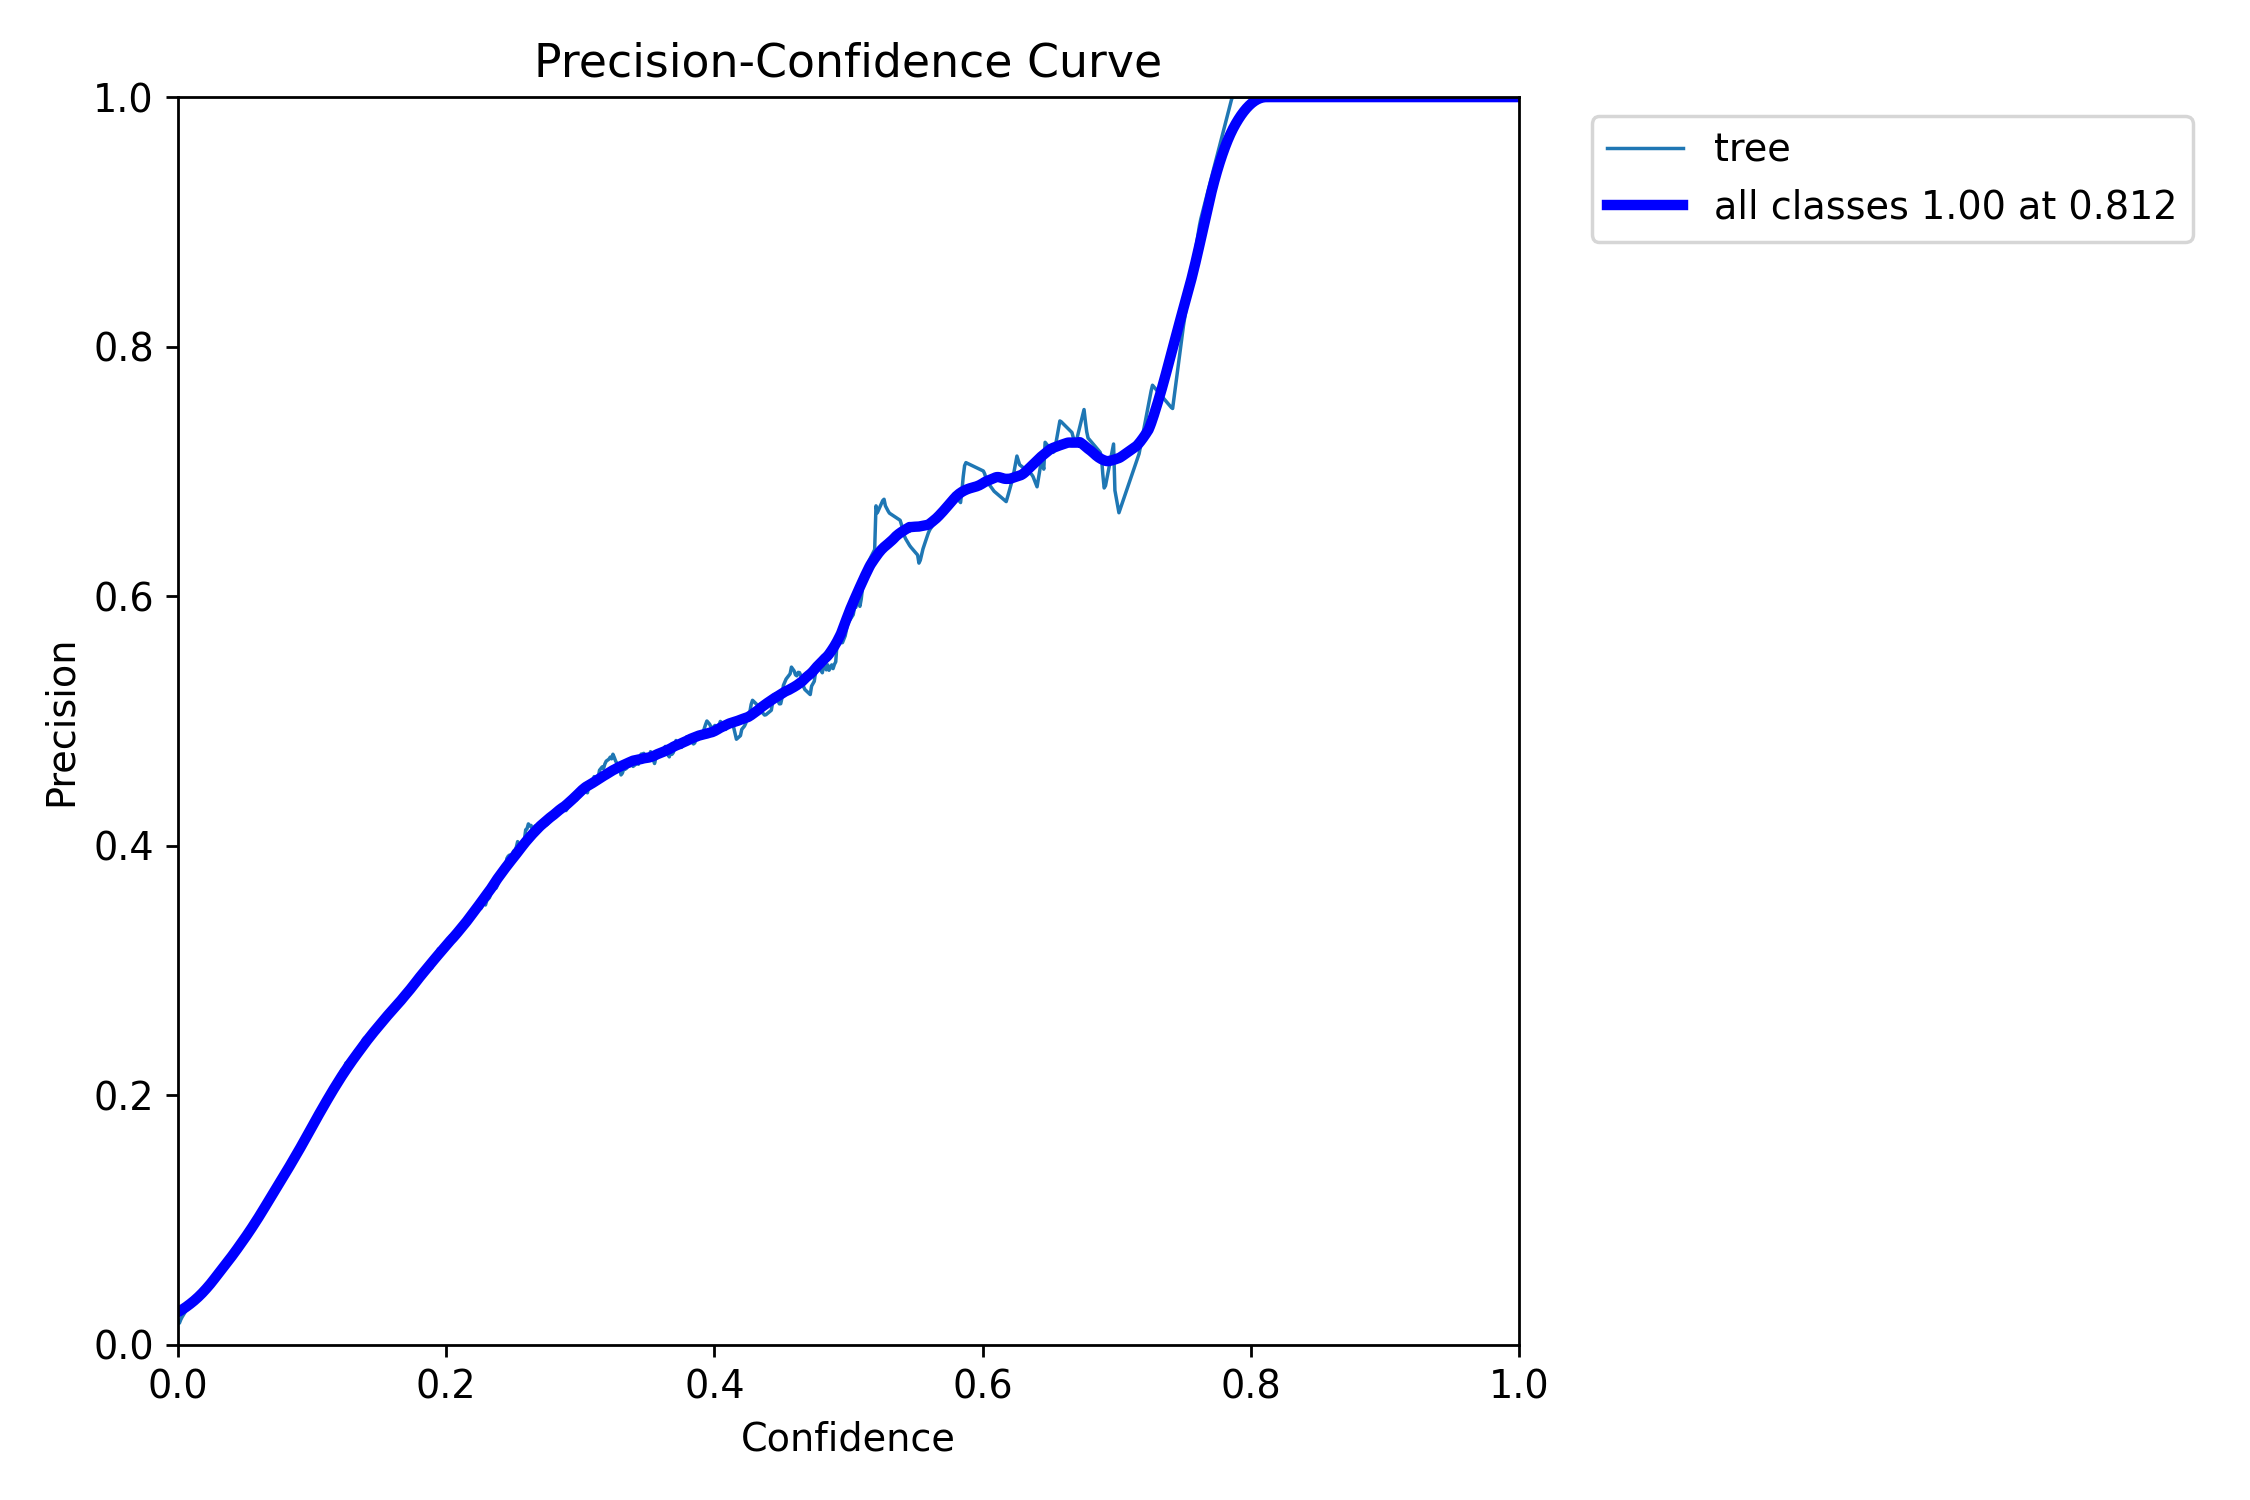 Precision-Confidence Curve
1.0
0.8
0.6
0.4
0.2
0.0
Precision
0.0 0.2 0.4 0.6 0.8 1.0
Confidence
tree
all classes 1.00 at 0.812